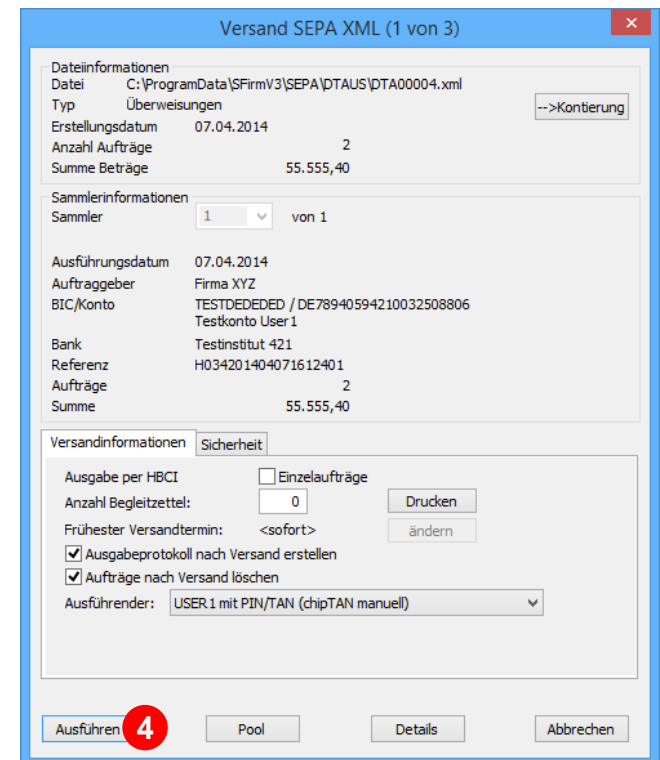 Versand SEPA XML (1 von 3)
Dateiinformationen
Datei C:\ProgramData\SFirmV3\SEPA\DTAUS\DTA00004.xml
Typ Überweisungen
-->Kontierung
Erstellungsdatum 07.04.2014
Anzahl Aufträge 2
Summe Beträge 55.555,40
Sammlerinformationen
Sammler 1 von 1
Ausführungsdatum 07.04.2014
Auftraggeber Firma XYZ
BIC/Konto TESTDEDEDED / DE78940594210032508806
Testkonto User1
Bank Testinstitut 421
Referenz H034201404071612401
Aufträge 2
Summe 55.555,40
Versandinformationen Sicherheit
Ausgabe per HBCI Einzelaufträge
Anzahl Begleitzettel: 0 Drucken
Frühester Versandtermin: <sofort> ändern
Ausgabeprotokoll nach Versand erstellen
Aufträge nach Versand löschen
Ausführender: USER1 mit PIN/TAN (chipTAN manuell)
Ausführen 4 Pool Details Abbrechen